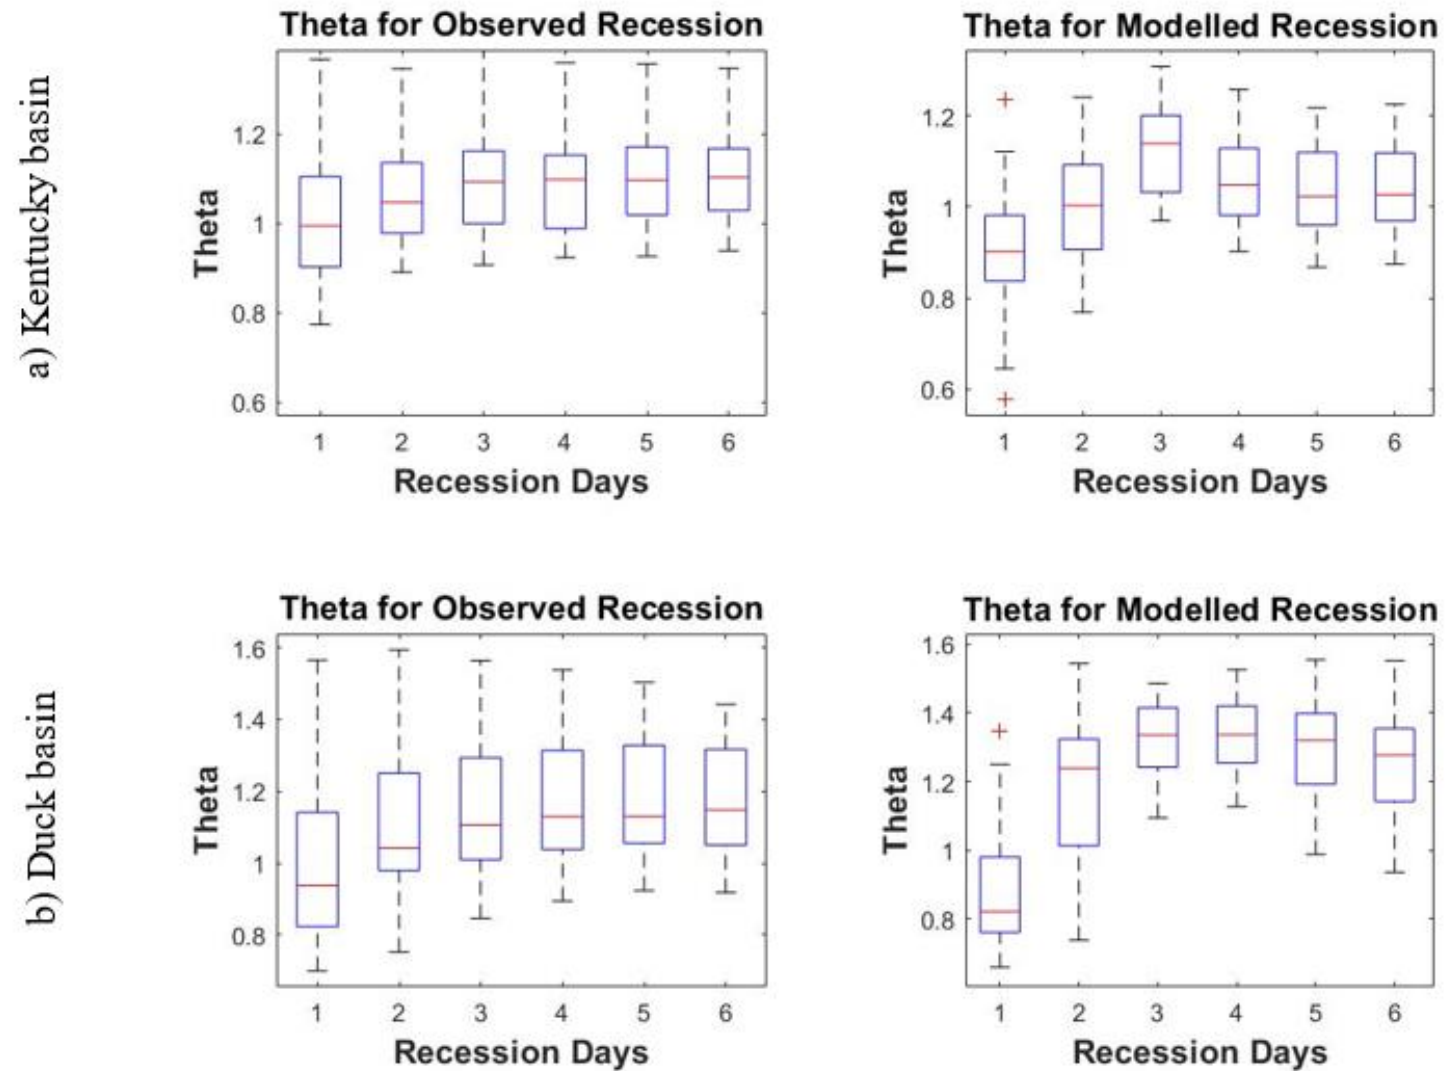 a) Kentucky basin
Theta for Observed Recession
Theta
1.2
1
0.8
0.6
1 2 3 4 5 6
Recession Days
Theta for Modelled Recession
Theta
1.2
1
0.8
0.6
1 2 3 4 5 6
Recession Days
b) Duck basin
Theta for Observed Recession
Theta
1.6
1.4
1.2
1
0.8
1 2 3 4 5 6
Recession Days
Theta for Modelled Recession
Theta
1.6
1.4
1.2
1
0.8
1 2 3 4 5 6
Recession Days